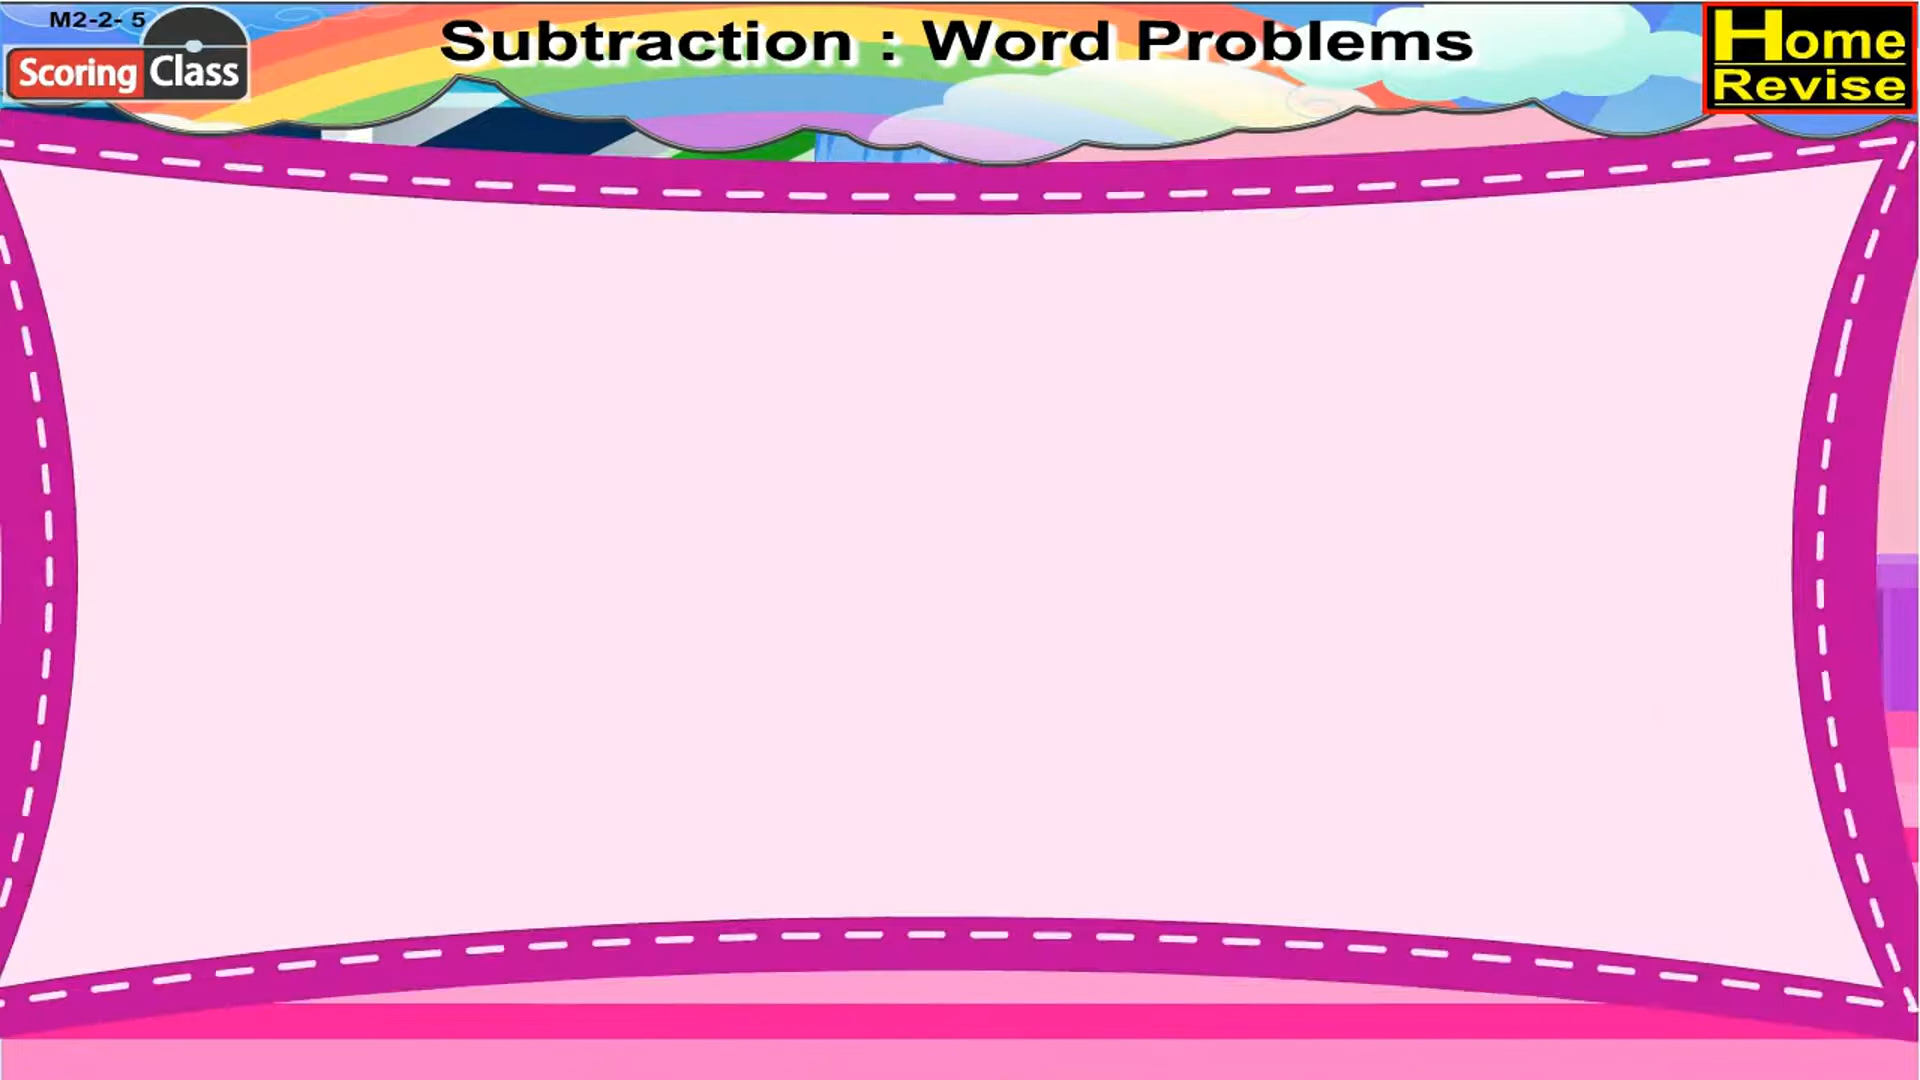 M2-2- 5
Scoring Class
Subtraction : Word Problems
Home
Revise